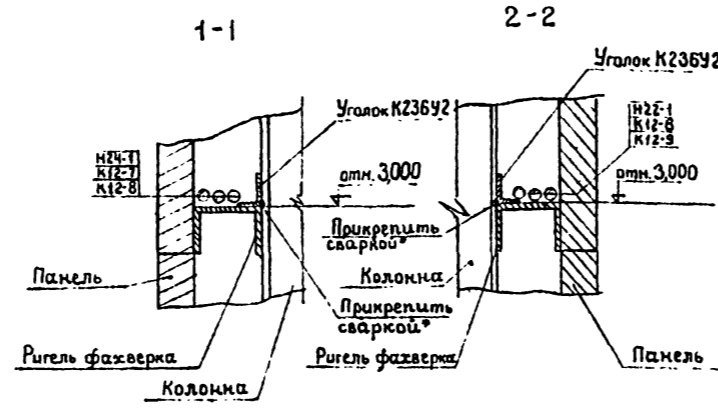 1-1
2-2
Уголок К236У2
Н24-1
К12-7
К12-8
отм. 3,000
Панель
Прикрепить
сваркой*
Ригель фахверка
Колонна
Уголок К236У2
Н22-1
К12-8
К12-9
отм. 3,000
Прикрепить
сваркой*
Колонна
Ригель фахверка
Панель